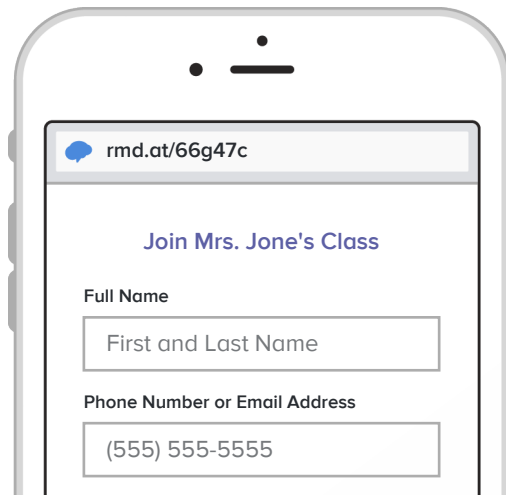 rmd.at/66g47c
Join Mrs. Jone's Class
Full Name
First and Last Name
Phone Number or Email Address
(555) 555-5555